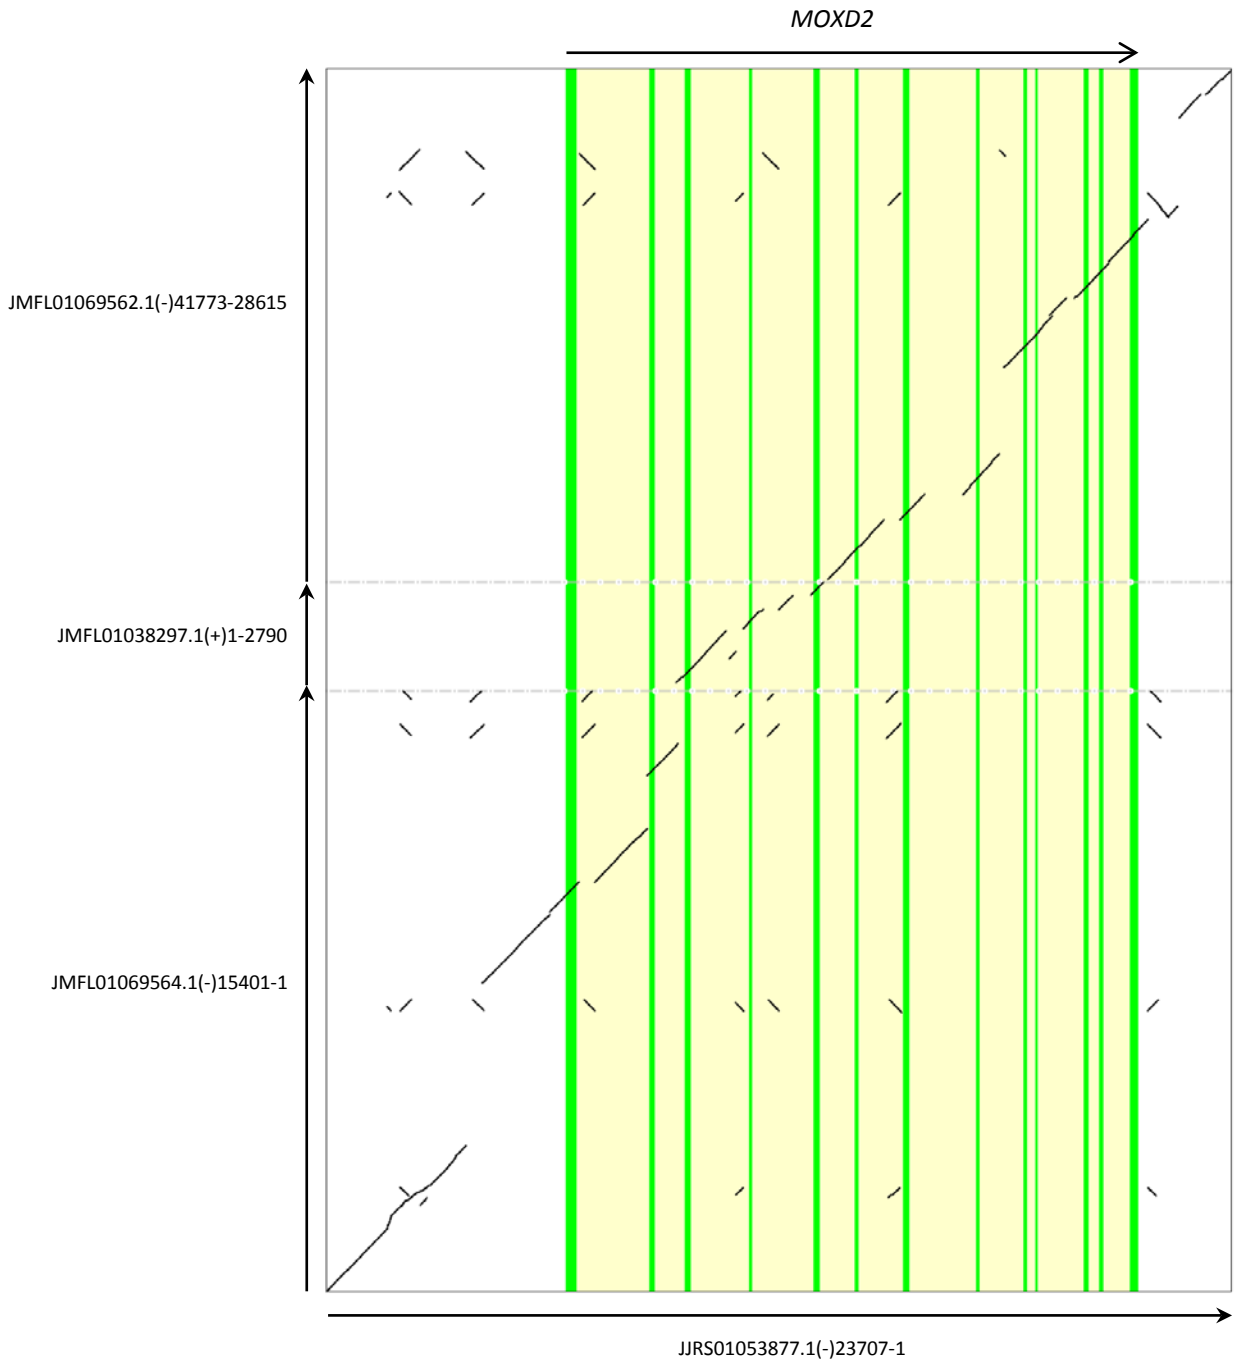 MOXD2
JMFL01069562.1(-)41773-28615
JMFL01038297.1(+)1-2790
JMFL01069564.1(-)15401-1
JJRS01053877.1(-)23707-1